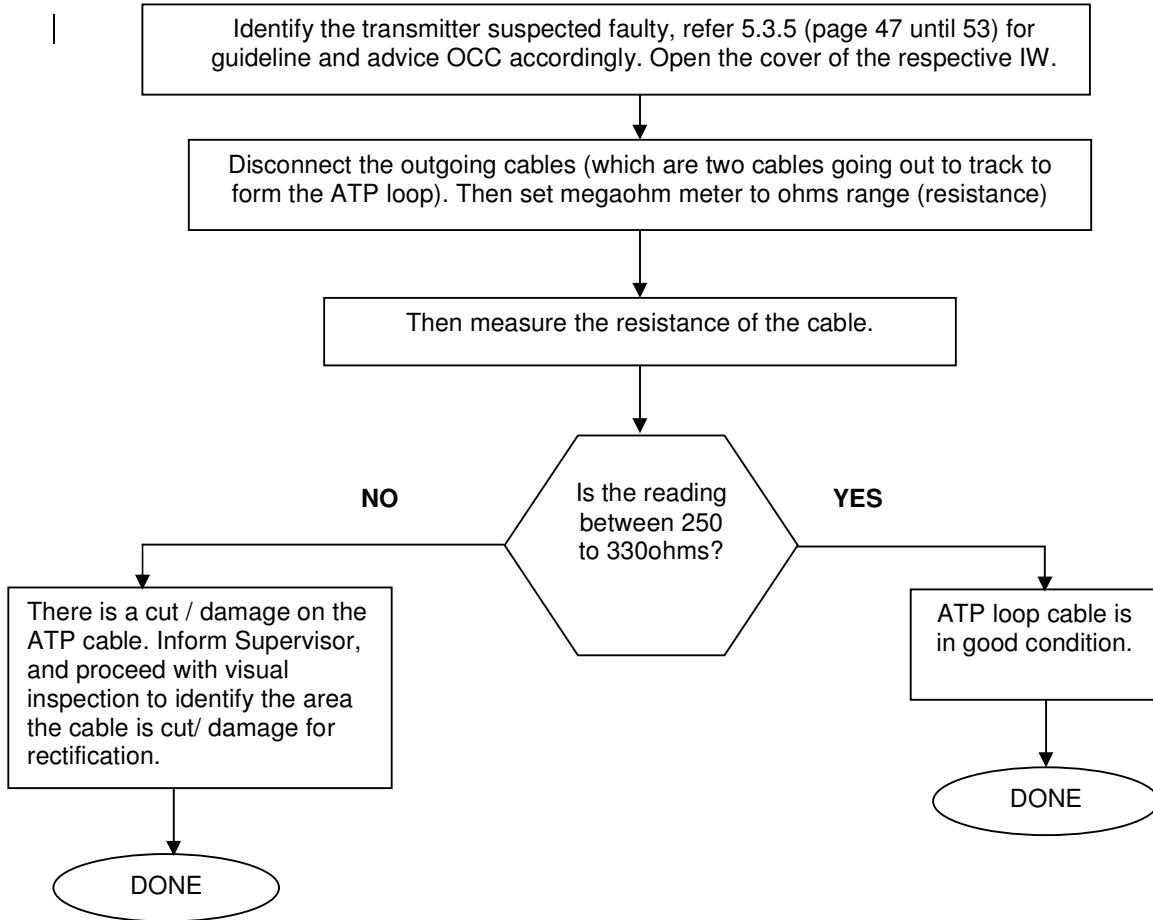 Identify the transmitter suspected faulty, refer 5.3.5 (page 47 until 53) for
guideline and advice OCC accordingly. Open the cover of the respective IW.
Disconnect the outgoing cables (which are two cables going out to track to
form the ATP loop). Then set megaohm meter to ohms range (resistance)
Then measure the resistance of the cable.
Is the reading
between 250
to 330ohms?
NO
YES
There is a cut / damage on the
ATP cable. Inform Supervisor,
and proceed with visual
inspection to identify the area
the cable is cut/ damage for
rectification.
ATP loop cable is
in good condition.
DONE
DONE